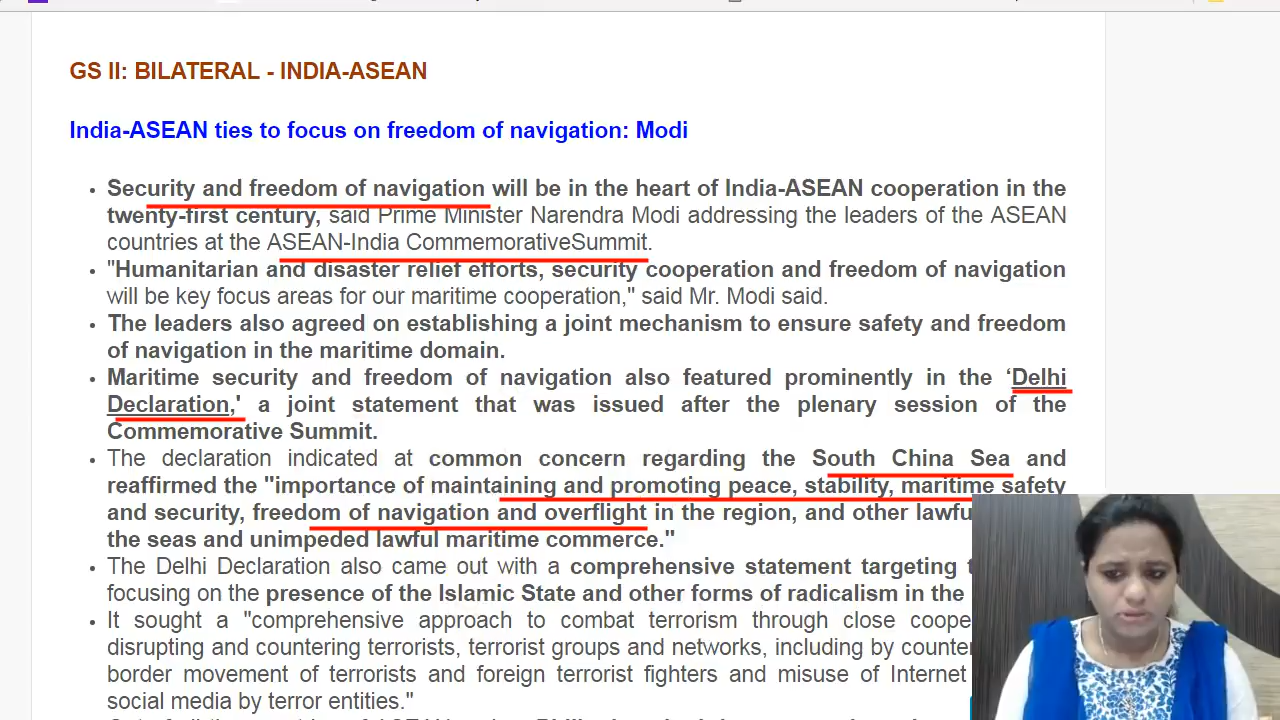 GS II: BILATERAL - INDIA-ASEAN
India-ASEAN ties to focus on freedom of navigation: Modi
• Security and freedom of navigation will be in the heart of India-ASEAN cooperation in the
twenty-first century, said Prime Minister Narendra Modi addressing the leaders of the ASEAN
countries at the ASEAN-India CommemorativeSummit.
• "Humanitarian and disaster relief efforts, security cooperation and freedom of navigation
will be key focus areas for our maritime cooperation," said Mr. Modi said.
• The leaders also agreed on establishing a joint mechanism to ensure safety and freedom
of navigation in the maritime domain.
• Maritime security and freedom of navigation also featured prominently in the ‘Delhi
Declaration,' a joint statement that was issued after the plenary session of the
Commemorative Summit.
• The declaration indicated at common concern regarding the South China Sea and
reaffirmed the "importance of maintaining and promoting peace, stability, maritime safety
and security, freedom of navigation and overflight in the region, and other
the seas and unimpeded lawful maritime commerce."
• The Delhi Declaration also came out with a comprehensive statement targeting
focusing on the presence of the Islamic State and other forms of radicalism in the
• It sought a "comprehensive approach to combat terrorism through close
disrupting and countering terrorists, terrorist groups and networks, including by
border movement of terrorists and foreign terrorist fighters and misuse of Internet
social media by terror entities."